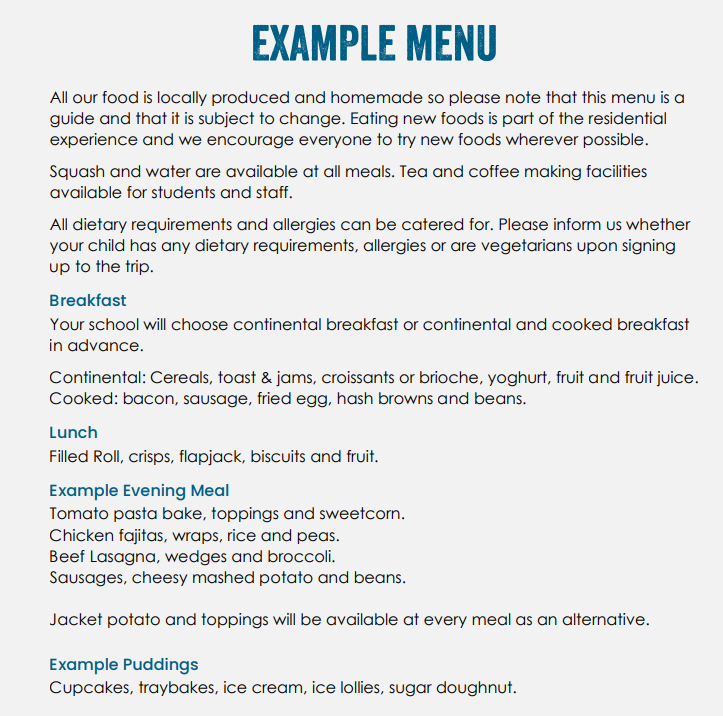 EXAMPLE MENU
All our food is locally produced and homemade so please note that this menu is a
guide and that it is subject to change. Eating new foods is part of the residential
experience and we encourage everyone to try new foods wherever possible.
Squash and water are available at all meals. Tea and coffee making facilities
available for students and staff.
All dietary requirements and allergies can be catered for. Please inform us whether
your child has any dietary requirements, allergies or are vegetarians upon signing
up to the trip.
Breakfast
Your school will choose continental breakfast or continental and cooked breakfast
in advance.
Continental: Cereals, toast & jams, croissants or brioche, yoghurt, fruit and fruit juice.
Cooked: bacon, sausage, fried egg, hash browns and beans.
Lunch
Filled Roll, crisps, flapjack, biscuits and fruit.
Example Evening Meal
Tomato pasta bake, toppings and sweetcorn.
Chicken fajitas, wraps, rice and peas.
Beef Lasagna, wedges and broccoli.
Sausages, cheesy mashed potato and beans.
Jacket potato and toppings will be available at every meal as an alternative.
Example Puddings
Cupcakes, traybakes, ice cream, ice lollies, sugar doughnut.